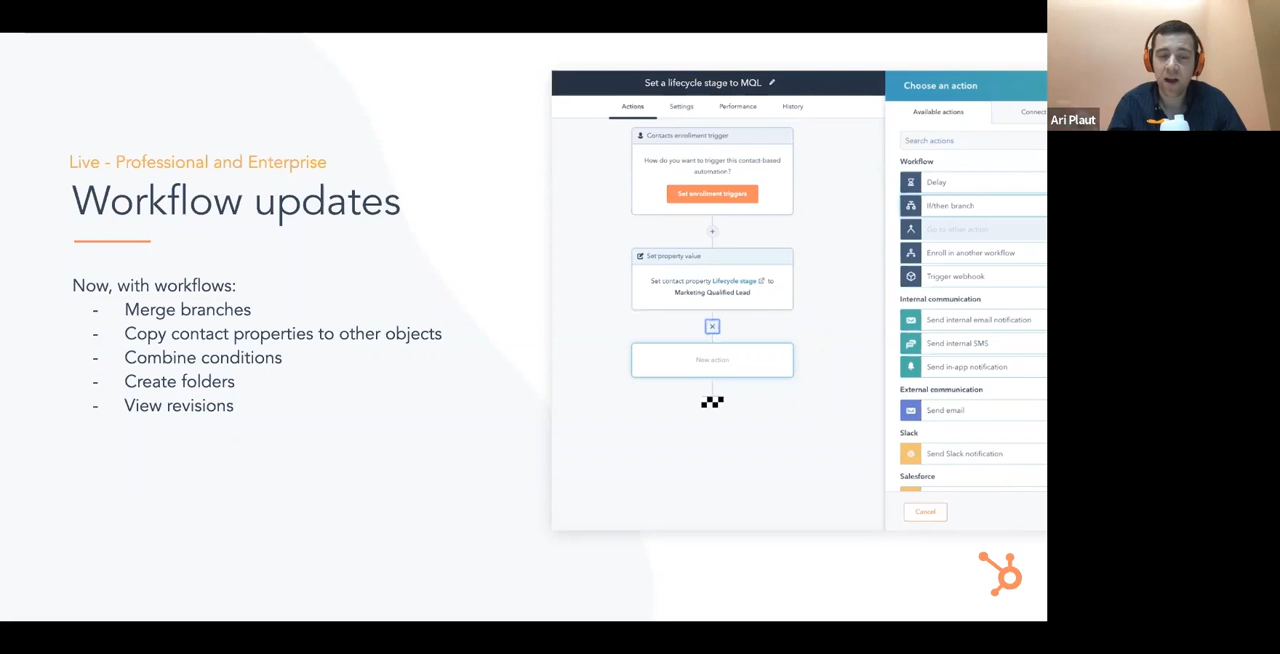 Live - Professional and Enterprise
Workflow updates
Now, with workflows:
- Merge branches
- Copy contact properties to other objects
- Combine conditions
- Create folders
- View revisions
Set a lifecycle stage to MQL
Actions Settings Performance History
Contacts enrollment trigger
How do you want to trigger this contact-based
automation?
Set enrollment triggers
+
Set property value
Set contact property Lifecycle stage to
Marketing Qualified Lead
New action
Choose an action
Available actions Connect
Search actions
Workflow
Delay
If/then branch
Go to other action
Enroll in another workflow
Trigger webhook
Internal communication
Send internal email notification
Send internal SMS
Send in-app notification
External communication
Send email
Slack
Send Slack notification
Salesforce
Cancel
Ari Plaut